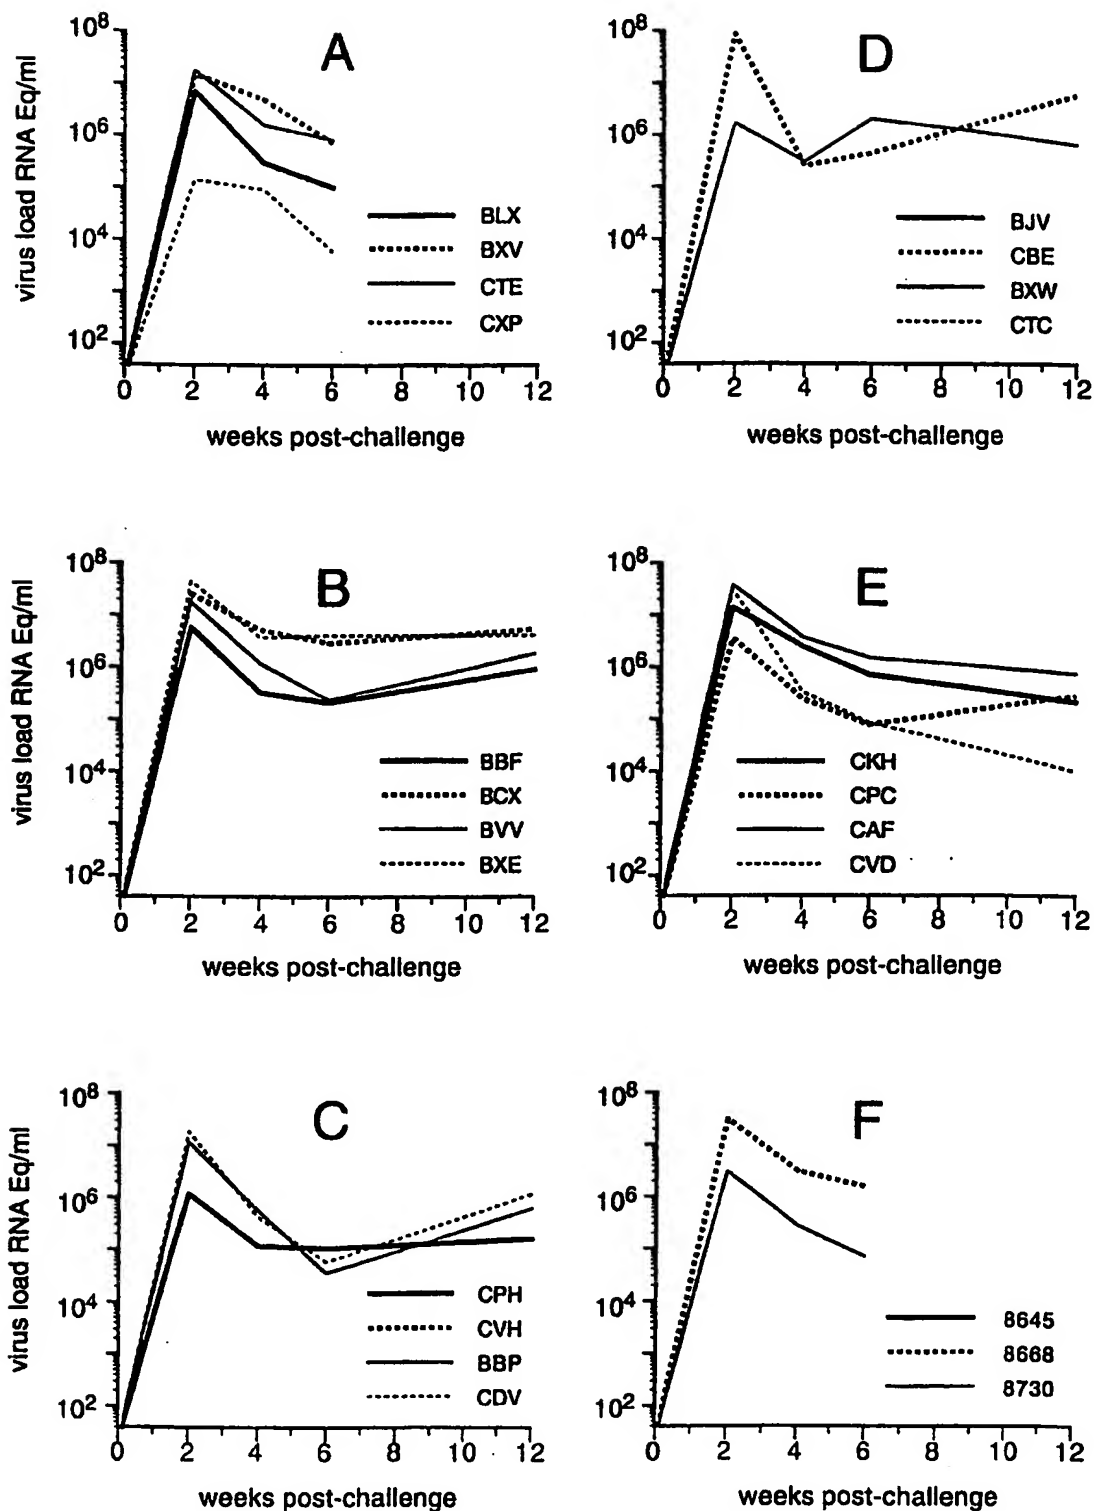 A
virus load RNA Eq/ml
10⁸
10⁶
10⁴
10²
BLX
BXV
CTE
CXP
0 2 4 6 8 10 12
weeks post-challenge
D
10⁸
10⁶
10⁴
10²
BJV
CBE
BXW
CTC
0 2 4 6 8 10 12
weeks post-challenge
B
virus load RNA Eq/ml
10⁸
10⁶
10⁴
10²
BBF
BCX
BVV
BXE
0 2 4 6 8 10 12
weeks post-challenge
E
10⁸
10⁶
10⁴
10²
CKH
CPC
CAF
CVD
0 2 4 6 8 10 12
weeks post-challenge
C
virus load RNA Eq/ml
10⁸
10⁶
10⁴
10²
CPH
CVH
BBP
CDV
0 2 4 6 8 10 12
weeks post-challenge
F
10⁸
10⁶
10⁴
10²
8645
8668
8730
0 2 4 6 8 10 12
weeks post-challenge